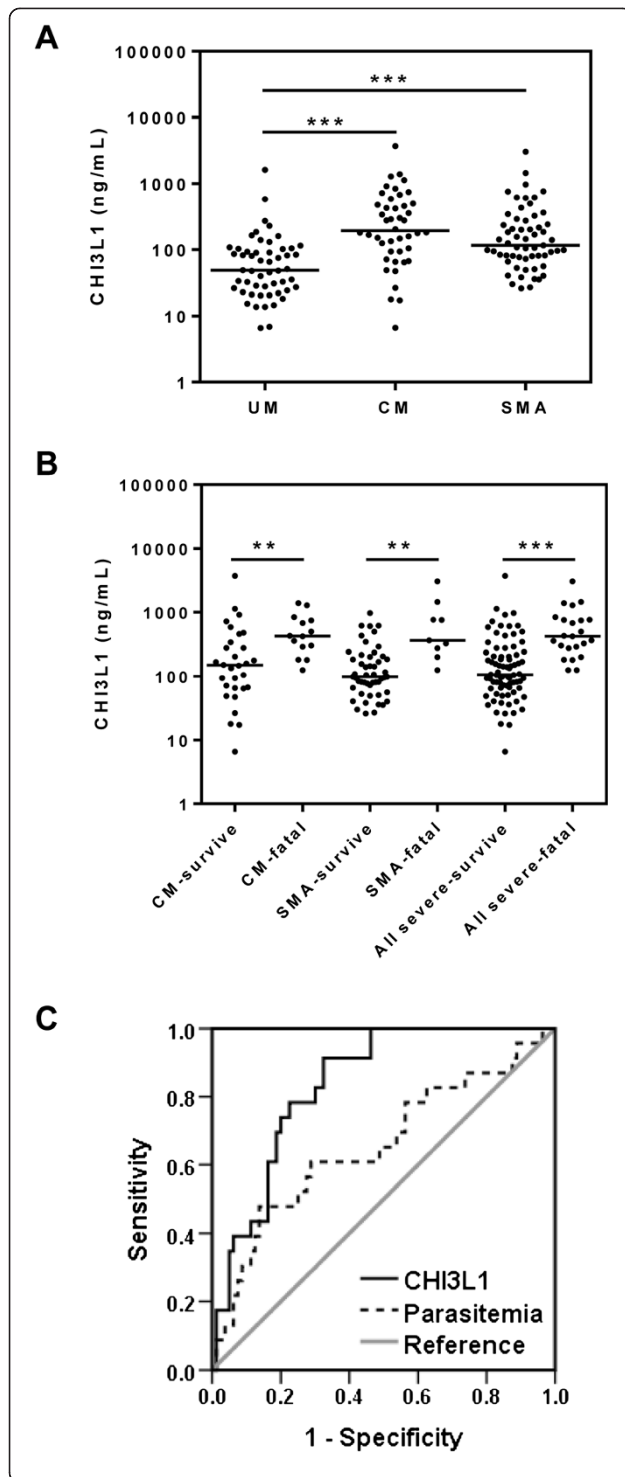 A
CHI3L1 (ng/mL)
100000
10000
1000
100
10
1
***
***
UM CM SMA
B
CHI3L1 (ng/mL)
100000
10000
1000
100
10
1
** ** ***
CM-survive
CM-fatal
SMA-survive
SMA-fatal
All severe-survive
All severe-fatal
C
Sensitivity
1.0
0.8
0.6
0.4
0.2
0.0
CHI3L1
Parasitemia
Reference
0.0 0.2 0.4 0.6 0.8 1.0
1 - Specificity